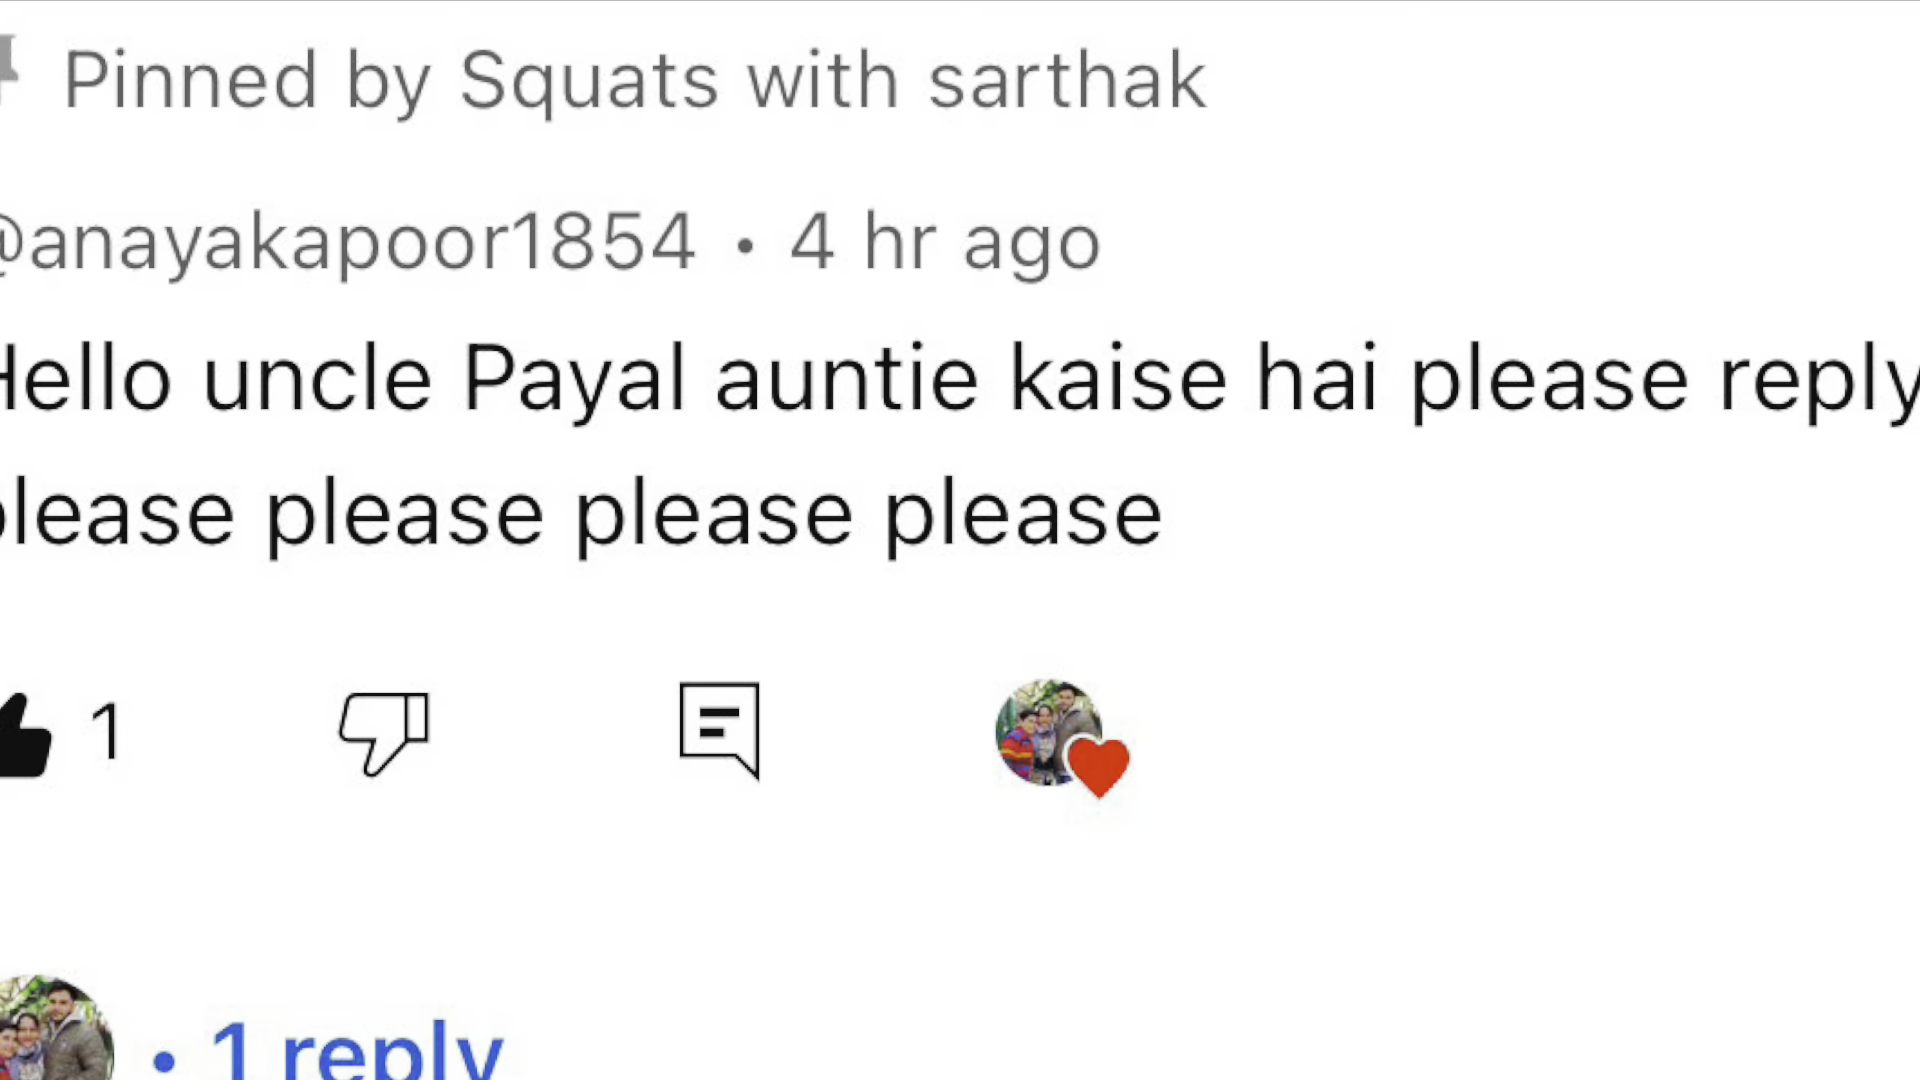 Pinned by Squats with sarthak
@anayakapoor1854 • 4 hr ago
Hello uncle Payal auntie kaise hai please reply
please please please please
1
• 1 reply